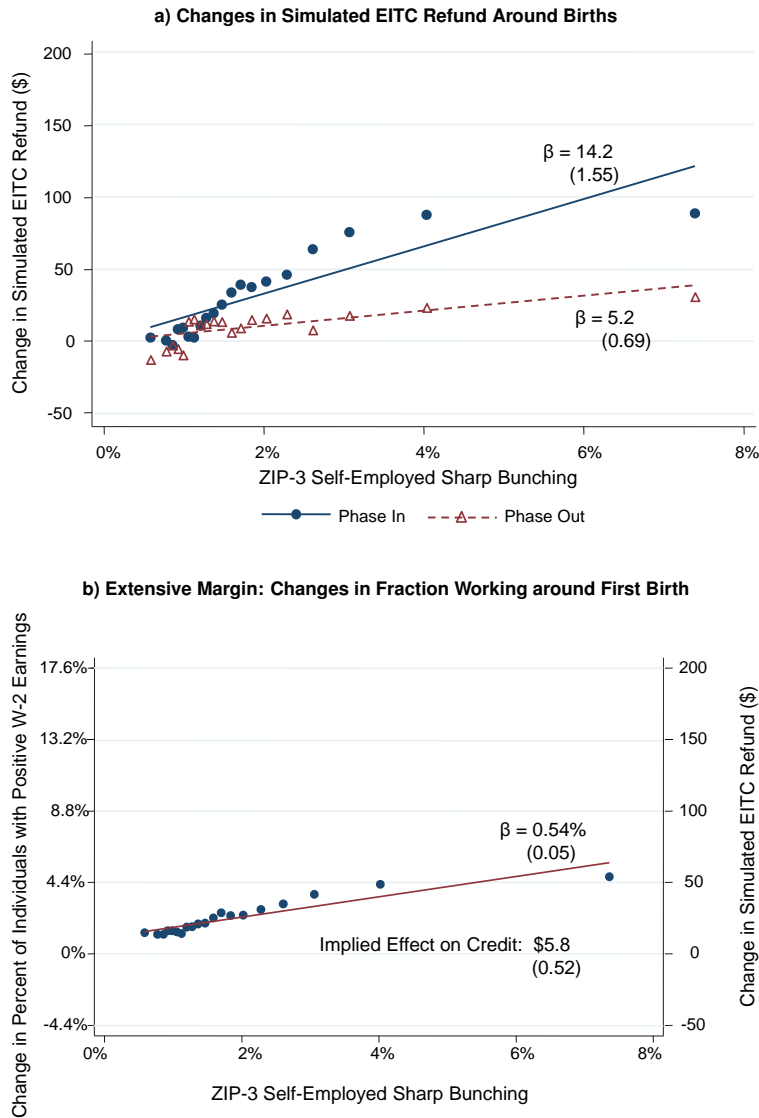 a) Changes in Simulated EITC Refund Around Births
Change in Simulated EITC Refund ($)
200
150
100
50
0
-50
β = 14.2
(1.55)
β = 5.2
(0.69)
0%
2%
4%
6%
8%
ZIP-3 Self-Employed Sharp Bunching
Phase In
Phase Out
b) Extensive Margin: Changes in Fraction Working around First Birth
Change in Percent of Individuals with Positive W-2 Earnings
17.6%
13.2%
8.8%
4.4%
0%
-4.4%
β = 0.54%
(0.05)
Implied Effect on Credit: $5.8
(0.52)
200
150
100
50
0
-50
Change in Simulated EITC Refund ($)
0%
2%
4%
6%
8%
ZIP-3 Self-Employed Sharp Bunching